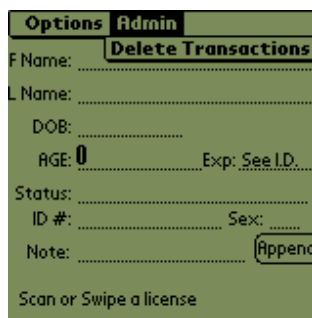 Options Admin
Delete Transactions
F Name:
L Name:
DOB:
AGE: 0 Exp: See I.D.
Status:
ID #: Sex:
Note: Append
Scan or Swipe a license